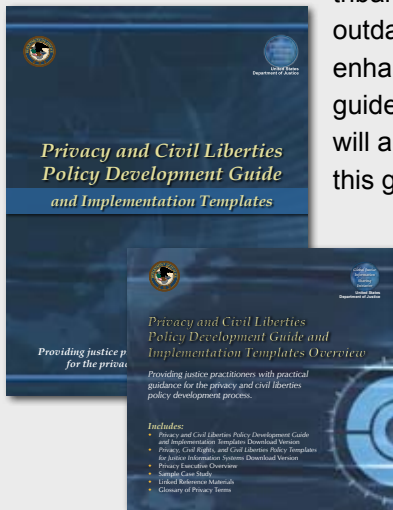 outda
enha
guide
will a
this g
United States
Department of Justice
Privacy and Civil Liberties
Policy Development Guide
and Implementation Templates
Providing justice p
for the priva
United States
Department of Justice
Privacy and Civil Liberties
Policy Development Guide and
Implementation Templates Overview
Providing justice practitioners with practical
guidance for the privacy and civil liberties
policy development process.
Includes:
• Privacy and Civil Liberties Policy Development Guide
and Implementation Templates Download Version
• Privacy, Civil Rights, and Civil Liberties Policy Templates
for Justice Information Systems Download Version
• Privacy Executive Overview
• Sample Case Study
• Linked Reference Materials
• Glossary of Privacy Terms